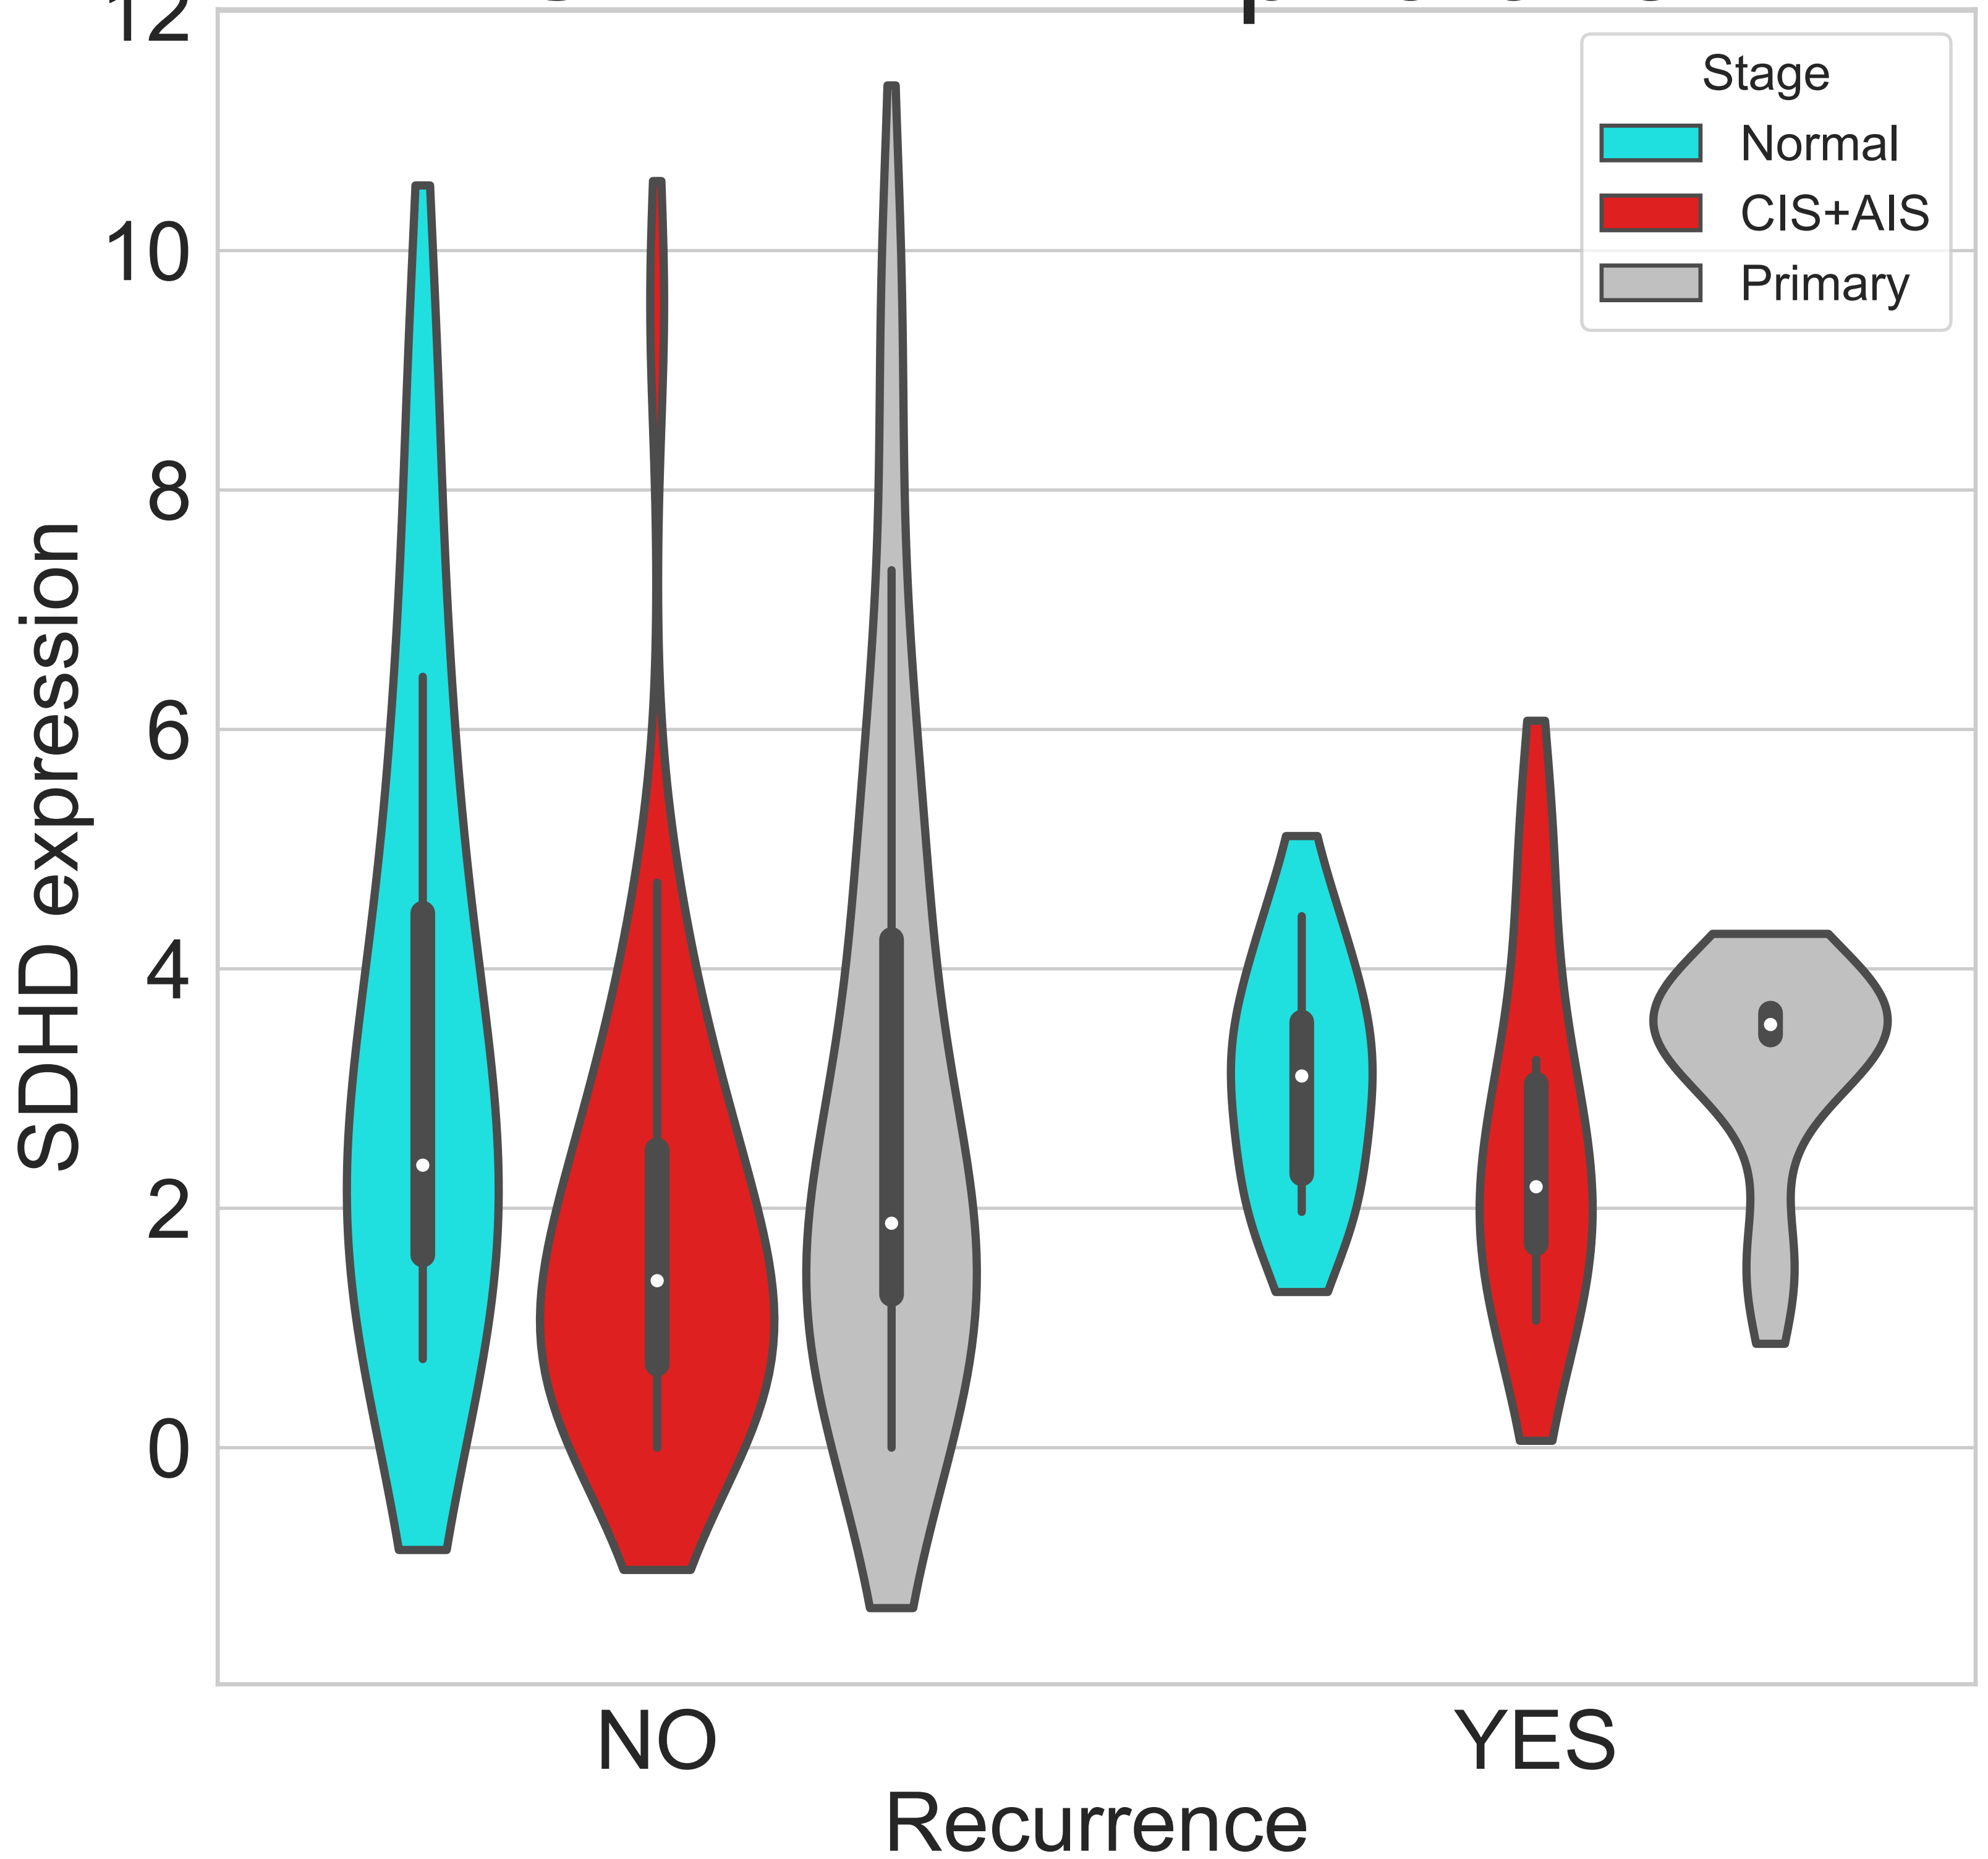 12
10
8
6
4
2
0
SDHD expression
Stage
Normal
CIS+AIS
Primary
NO
YES
Recurrence